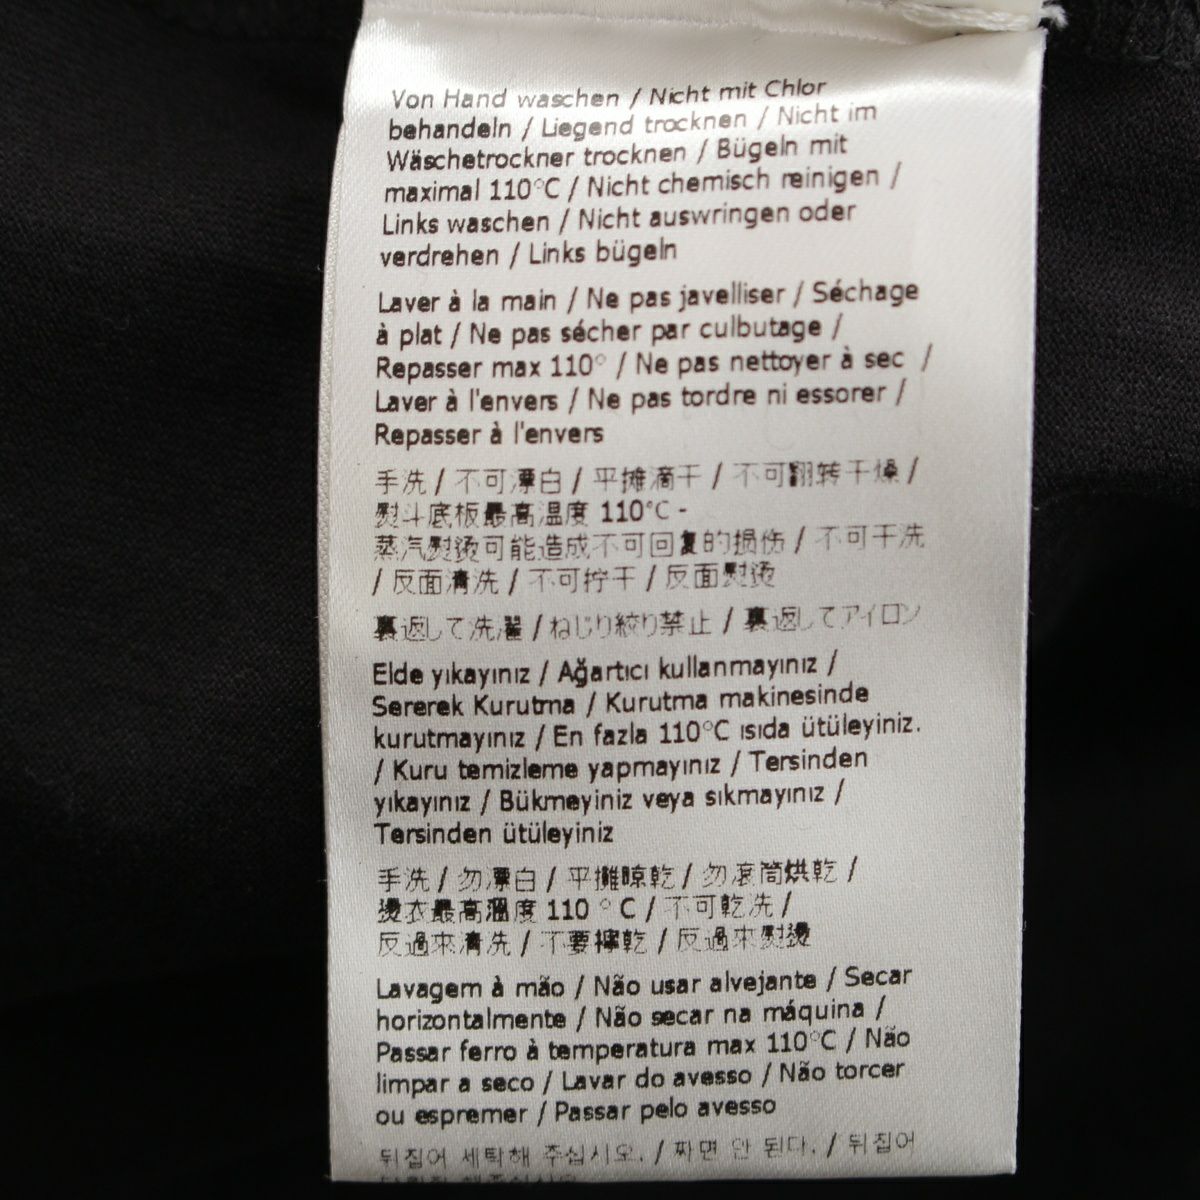 Von Hand waschen / Nicht mit Chlor
behandeln / Liegend trocknen / Nicht im
Wäschetrockner trocknen / Bügeln mit
maximal 110°C / Nicht chemisch reinigen /
Links waschen / Nicht auswringen oder
verdrehen / Links bügeln
Laver à la main / Ne pas javelliser / Séchage
à plat / Ne pas sécher par culbutage /
Repasser max 110° / Ne pas nettoyer à sec /
Laver à l'envers / Ne pas tordre ni essorer /
Repasser à l'envers
手洗 / 不可漂白 / 平摊滴干 / 不可翻转干燥 /
熨斗底板最高温度 110°C -
蒸汽熨烫可能造成不可回复的损伤 / 不可干洗
/ 反面清洗 / 不可拧干 / 反面熨烫
裏返して洗濯 / ねじり絞り禁止 / 裏返してアイロン
Elde yıkayınız / Ağartıcı kullanmayınız /
Sererek Kurutma / Kurutma makinesinde
kurutmayınız / En fazla 110°C ısıda ütüleyiniz.
/ Kuru temizleme yapmayınız / Tersinden
yıkayınız / Bükmeyiniz veya sıkmayınız /
Tersinden ütüleyiniz
手洗 / 勿漂白 / 平攤晾乾 / 勿滾筒烘乾 /
燙衣最高溫度 110 ° C / 不可乾洗 /
反過來清洗 / 不要擰乾 / 反過來熨燙
Lavagem à mão / Não usar alvejante / Secar
horizontalmente / Não secar na máquina /
Passar ferro à temperatura max 110°C / Não
limpar a seco / Lavar do avesso / Não torcer
ou espremer / Passar pelo avesso
뒤집어 세탁해 주십시오. / 짜면 안 된다. / 뒤집어